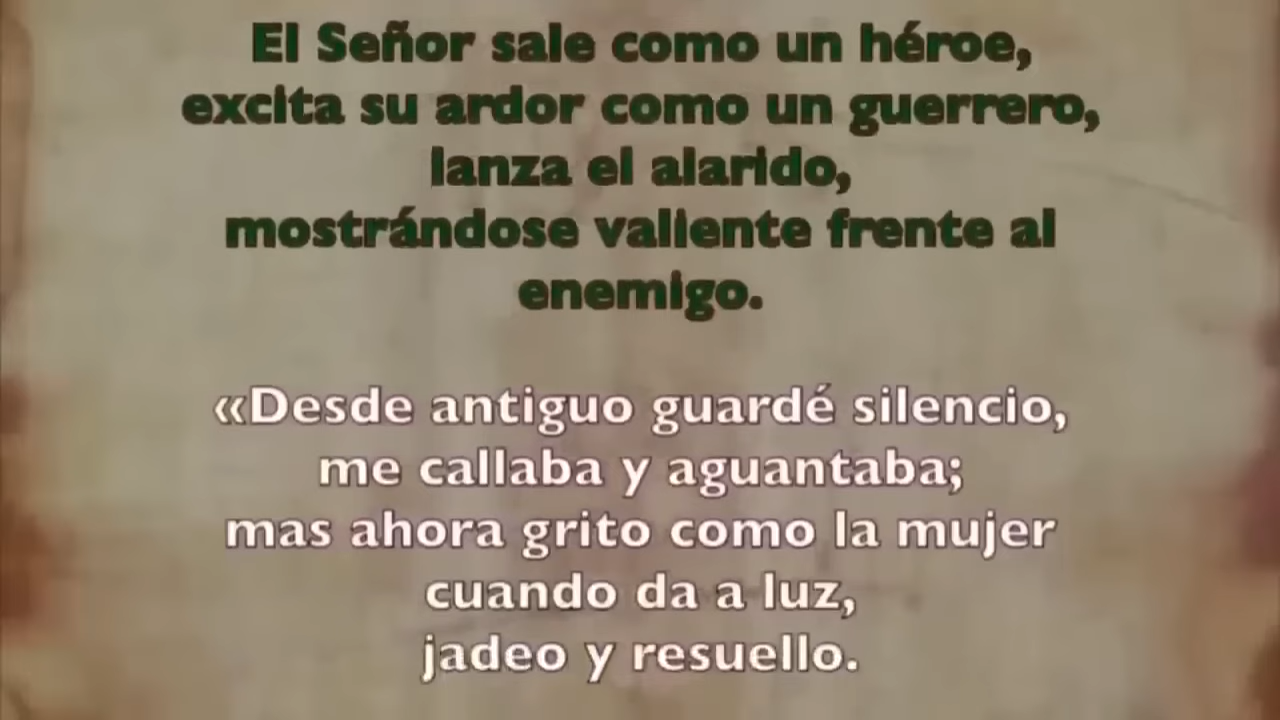 El Señor sale como un héroe,
excita su ardor como un guerrero,
lanza el alarido,
mostrándose valiente frente al
enemigo.
«Desde antiguo guardé silencio,
me callaba y aguantaba;
mas ahora grito como la mujer
cuando da a luz,
jadeo y resuello.